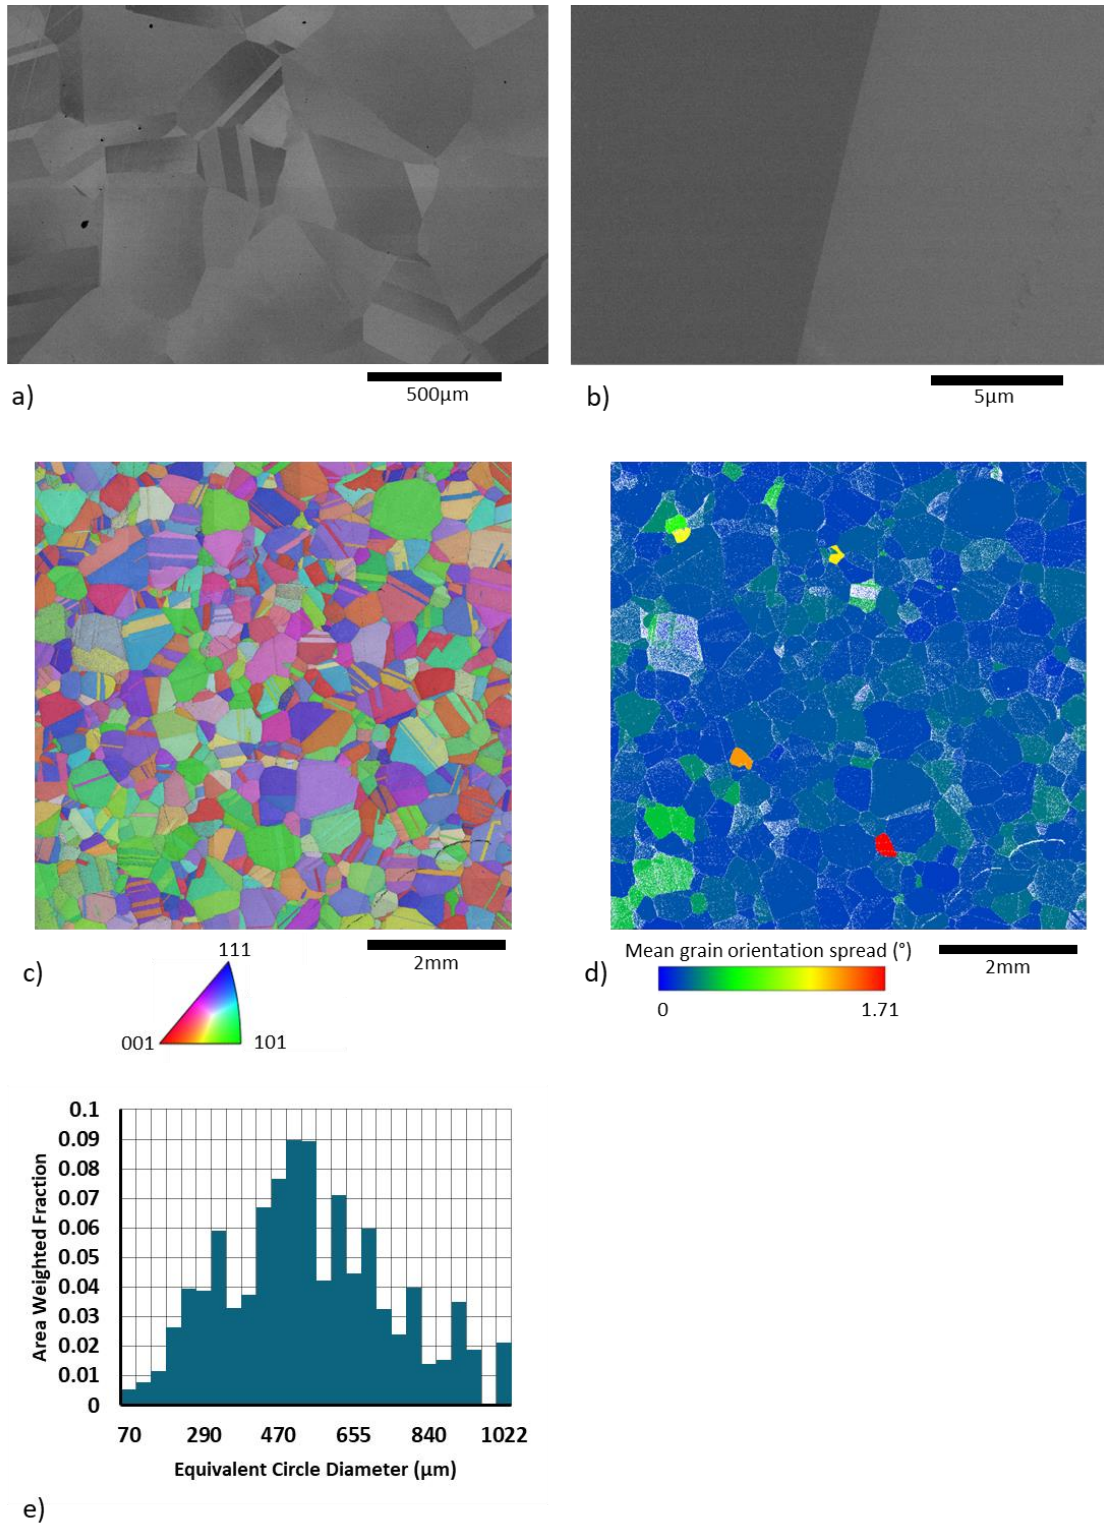 500µm
a)
5µm
b)
2mm
c)
111
001
101
Mean grain orientation spread (°)
0
1.71
2mm
d)
0.1
0.09
0.08
0.07
0.06
0.05
0.04
0.03
0.02
0.01
0
Area Weighted Fraction
70 290 470 655 840 1022
Equivalent Circle Diameter (µm)
e)